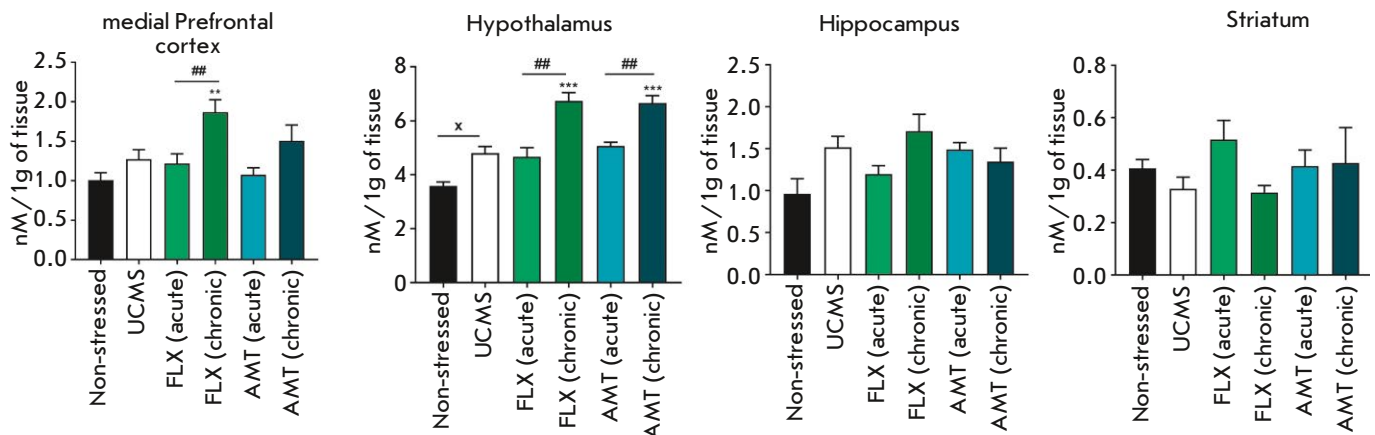 medial Prefrontal
cortex
nM/1g of tissue
2.5
2.0
1.5
1.0
0.5
0.0
##
**
Non-stressed
UCMS
FLX (acute)
FLX (chronic)
AMT (acute)
AMT (chronic)
Hypothalamus
nM/1g of tissue
8
6
4
2
0
x
##
***
##
***
Non-stressed
UCMS
FLX (acute)
FLX (chronic)
AMT (acute)
AMT (chronic)
Hippocampus
nM/1g of tissue
2.5
2.0
1.5
1.0
0.5
0.0
Non-stressed
UCMS
FLX (acute)
FLX (chronic)
AMT (acute)
AMT (chronic)
Striatum
nM/1g of tissue
0.8
0.6
0.4
0.2
0.0
Non-stressed
UCMS
FLX (acute)
FLX (chronic)
AMT (acute)
AMT (chronic)